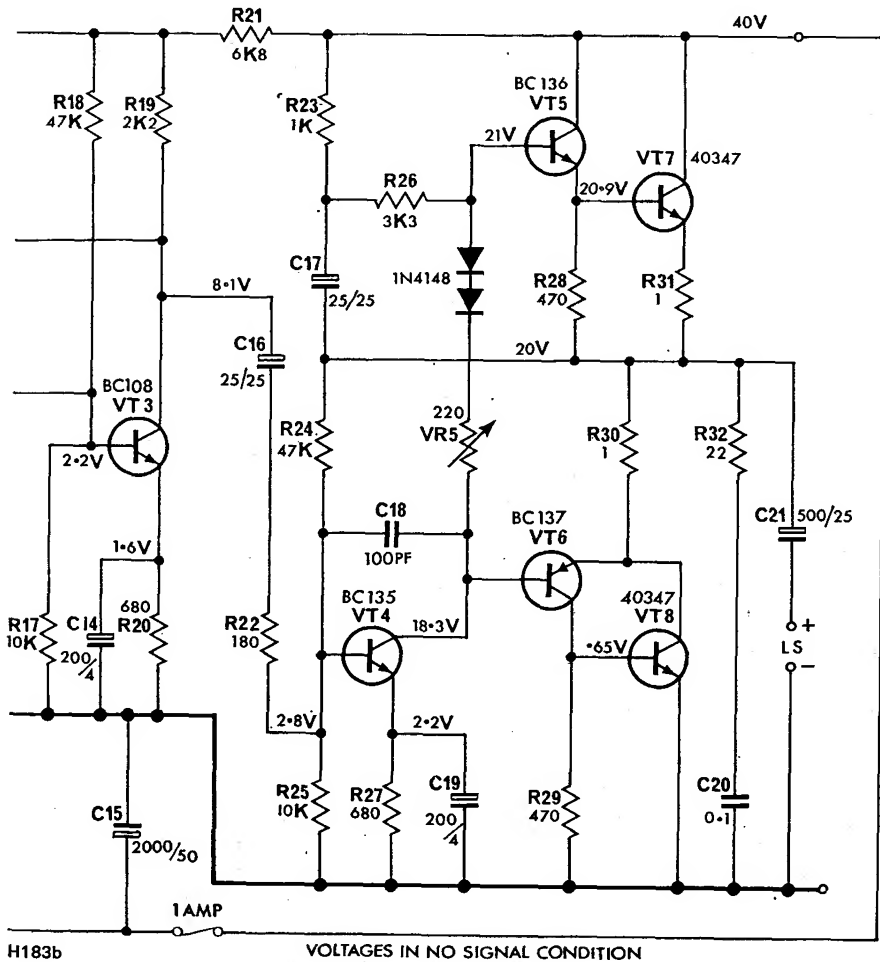 R21
6K8
40V
R18
47K
R19
2K2
R23
1K
BC136
VT5
21V
VT7
40347
R26
3K3
20·9V
C17
25/25
1N4148
R28
470
R31
1
8·1V
C16
25/25
20V
BC108
VT3
2·2V
R24
47K
220
VR5
R30
1
R32
22
C18
100PF
BC137
VT6
C21
500/25
1·6V
R17
10K
C14
200/4
680
R20
R22
180
BC135
VT4
18·3V
40347
VT8
·65V
+
LS
−
2·8V
2·2V
C15
2000/50
R25
10K
R27
680
C19
200/4
R29
470
C20
0·1
1AMP
H183b
VOLTAGES IN NO SIGNAL CONDITION